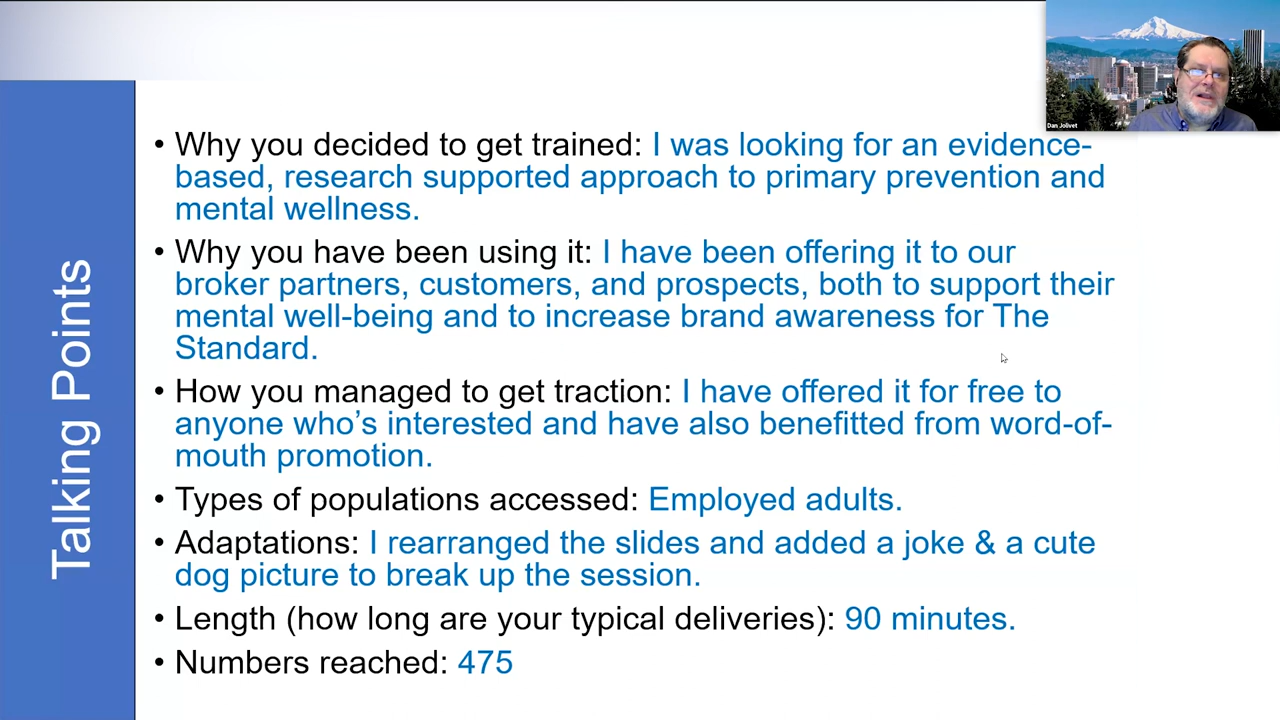 Dan Jolivet
Talking Points
• Why you decided to get trained: I was looking for an evidence-
based, research supported approach to primary prevention and
mental wellness.
• Why you have been using it: I have been offering it to our
broker partners, customers, and prospects, both to support their
mental well-being and to increase brand awareness for The
Standard.
• How you managed to get traction: I have offered it for free to
anyone who’s interested and have also benefitted from word-of-
mouth promotion.
• Types of populations accessed: Employed adults.
• Adaptations: I rearranged the slides and added a joke & a cute
dog picture to break up the session.
• Length (how long are your typical deliveries): 90 minutes.
• Numbers reached: 475